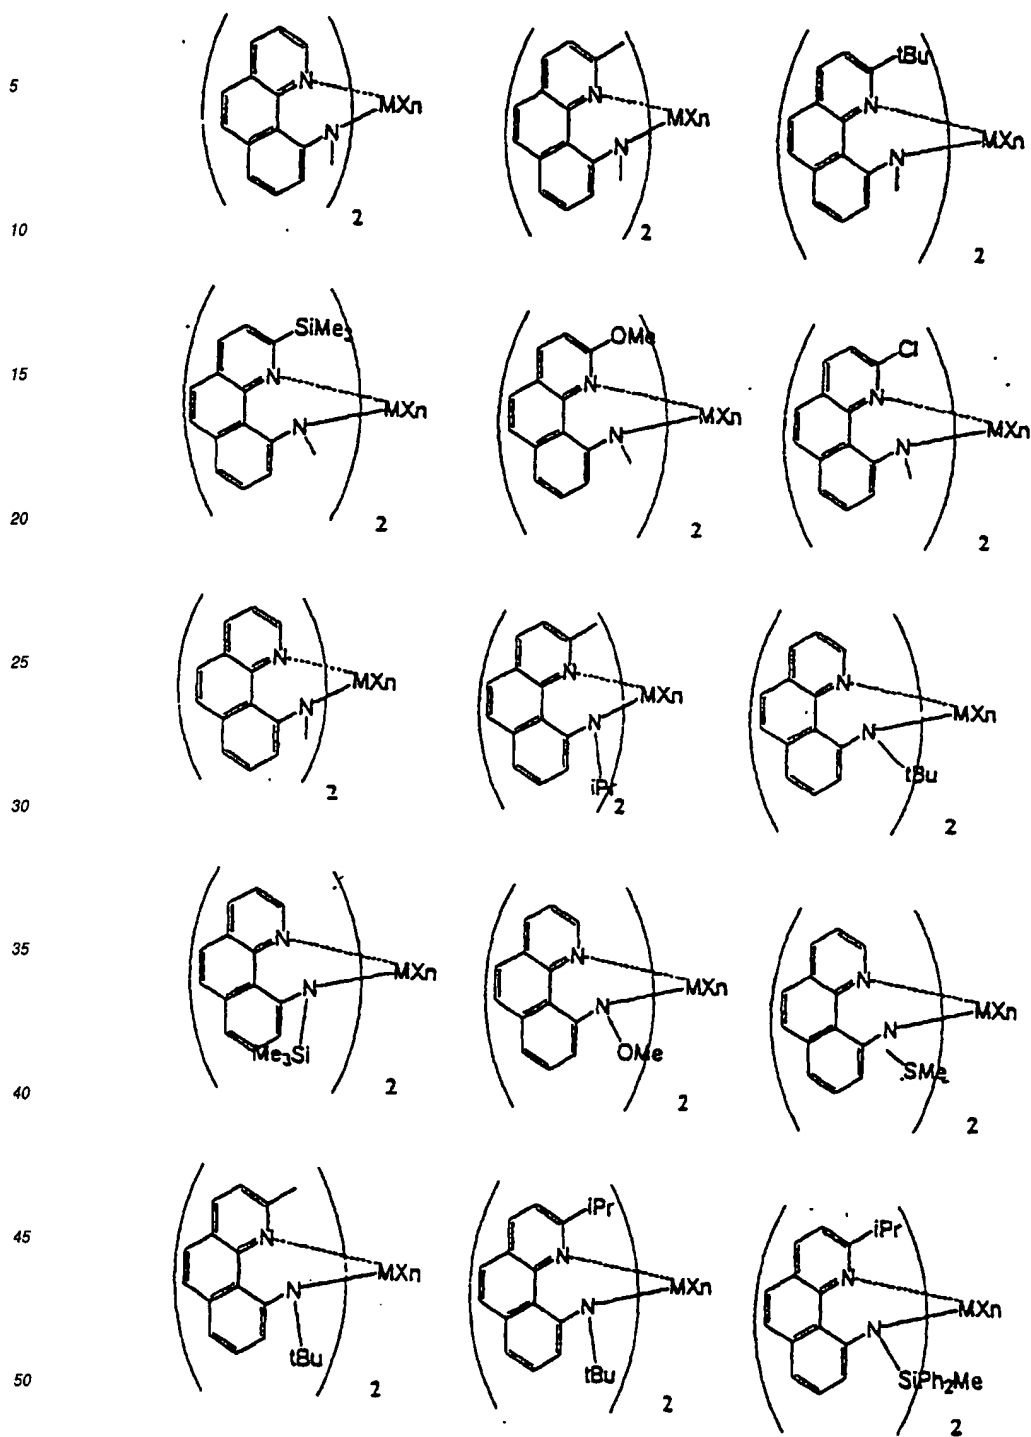 5
N N MXn 2
N N MXn 2
tBu N N MXn 2
10
SiMe3 N N MXn 2
OMe N N MXn 2
Cl N N MXn 2
15
20
N N MXn 2
N N MXn iPr 2
N N MXn tBu 2
25
30
N N MXn Me3Si 2
N N MXn OMe 2
N N MXn SMe 2
35
40
N N MXn tBu 2
iPr N N MXn tBu 2
iPr N N MXn SiPh2Me 2
45
50